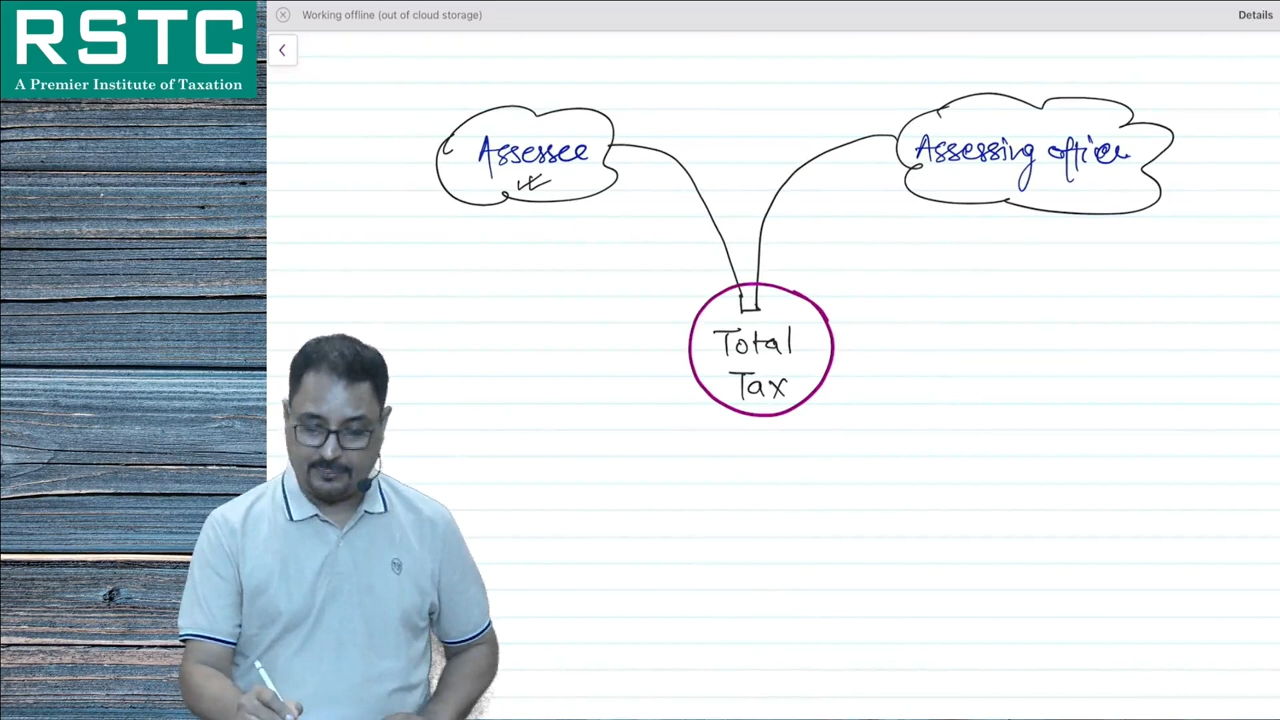 RSTC
A Premier Institute of Taxation
Working offline (out of cloud storage)
Details
Assessee
Assessing officer
Total
Tax